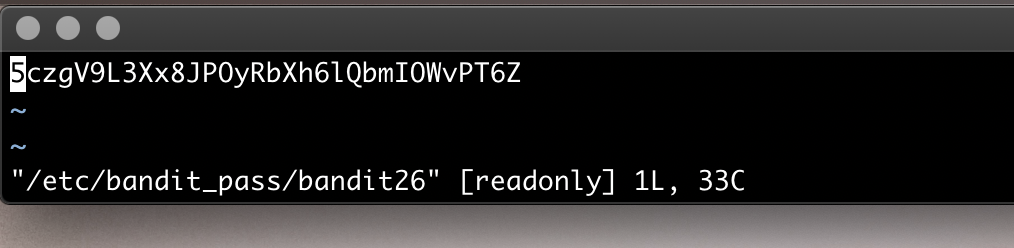 5czgV9L3Xx8JPOyRbXh6lQbmIOWvPT6Z
~
~
"/etc/bandit_pass/bandit26" [readonly] 1L, 33C